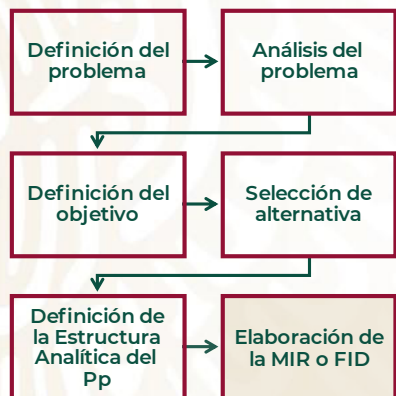 Definición del
problema
Análisis del
problema
Definición del
objetivo
Selección de
alternativa
Definición de
la Estructura
Analítica del
Pp
Elaboración de
la MIR o FID